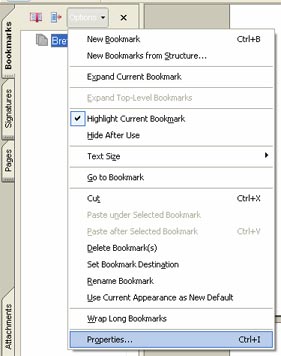 Options
Bookmarks
Signatures
Pages
Attachments
New Bookmark Ctrl+B
New Bookmarks from Structure...
Expand Current Bookmark
Expand Top-Level Bookmarks
Highlight Current Bookmark
Hide After Use
Text Size
Go to Bookmark
Cut Ctrl+X
Paste under Selected Bookmark
Paste after Selected Bookmark Ctrl+V
Delete Bookmark(s)
Set Bookmark Destination
Rename Bookmark
Use Current Appearance as New Default
Wrap Long Bookmarks
Properties... Ctrl+I